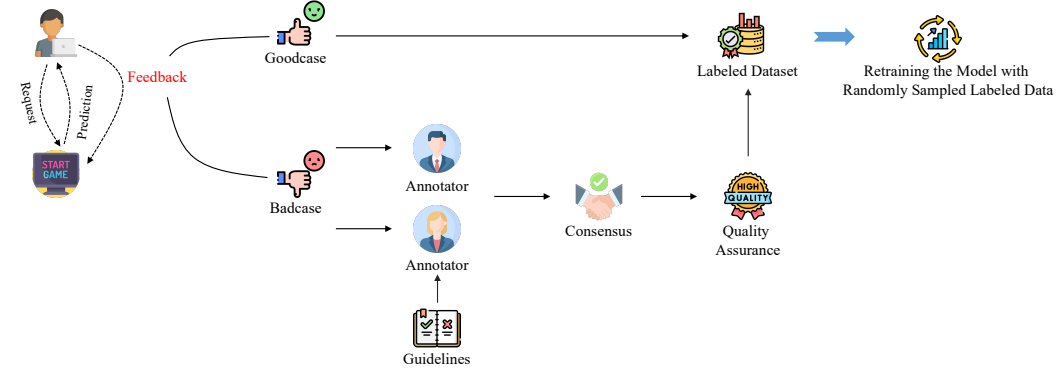 Request
Prediction
START
GAME
Feedback
Goodcase
Badcase
Annotator
Annotator
Guidelines
Consensus
HIGH
QUALITY
Quality
Assurance
Labeled Dataset
Retraining the Model with
Randomly Sampled Labeled Data